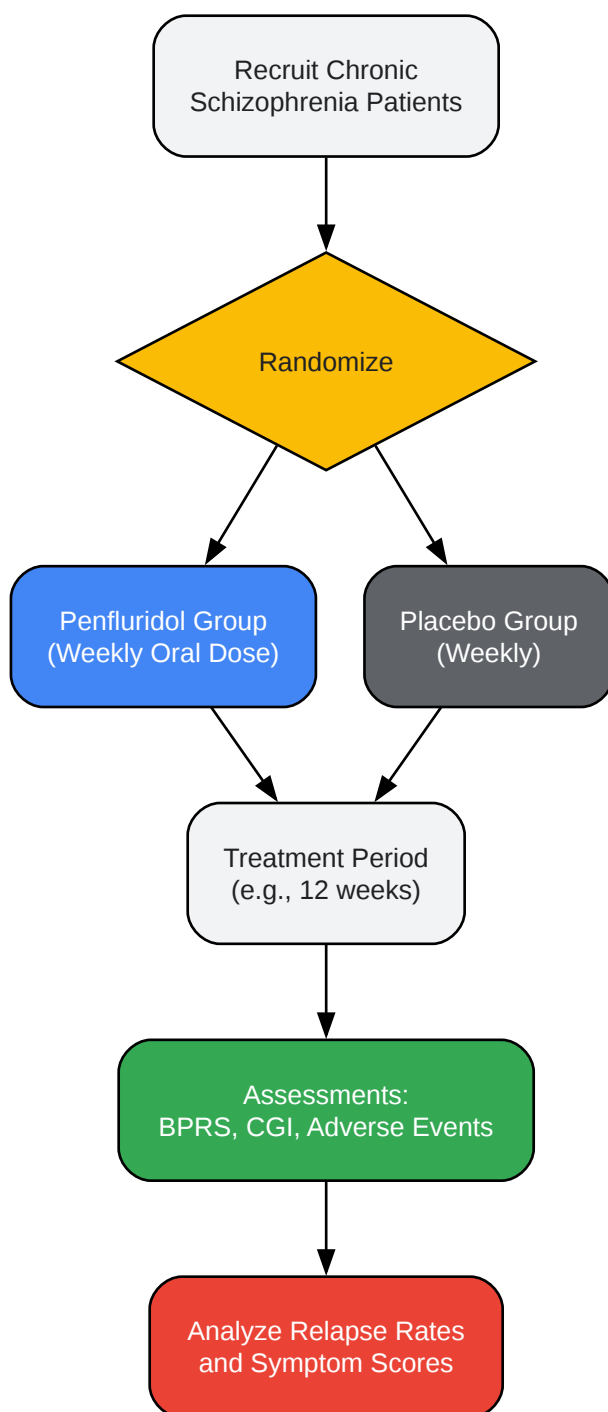 Recruit Chronic
Schizophrenia Patients
Randomize
Penfluridol Group
(Weekly Oral Dose)
Placebo Group
(Weekly)
Treatment Period
(e.g., 12 weeks)
Assessments:
BPRS, CGI, Adverse Events
Analyze Relapse Rates
and Symptom Scores